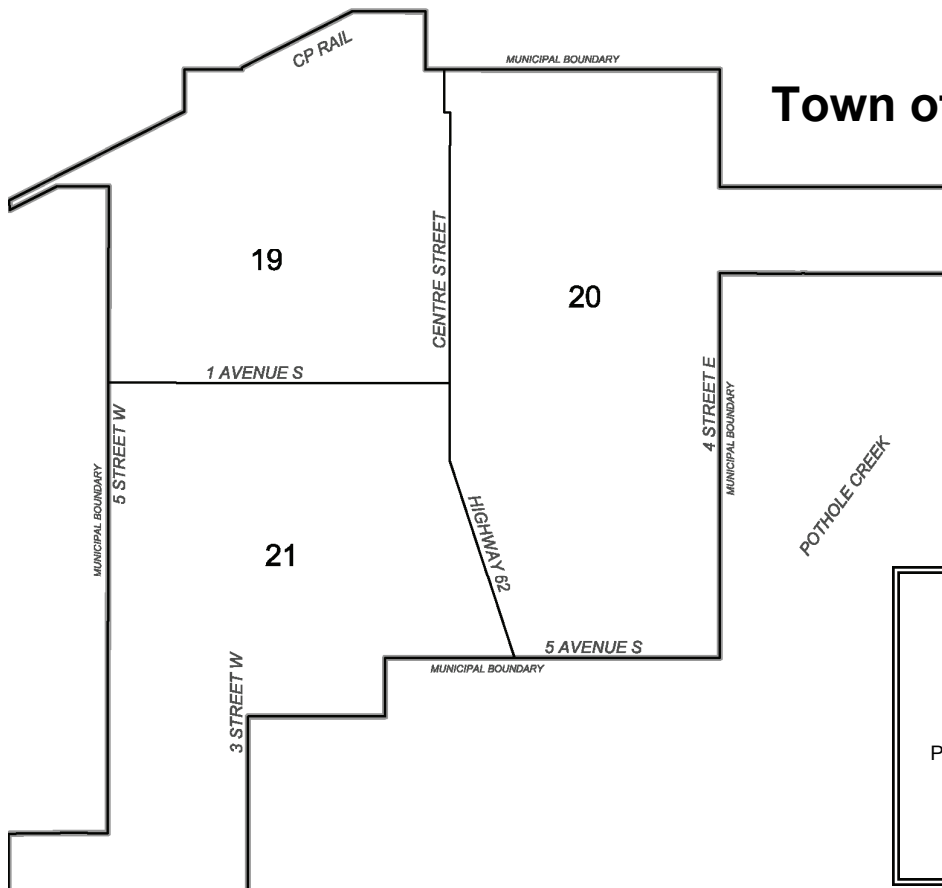 CP RAIL
MUNICIPAL BOUNDARY
Town of
19
CENTRE STREET
20
1 AVENUE S
5 STREET W
MUNICIPAL BOUNDARY
4 STREET E
MUNICIPAL BOUNDARY
POTHOLE CREEK
21
HIGHWAY 62
5 AVENUE S
MUNICIPAL BOUNDARY
3 STREET W
P